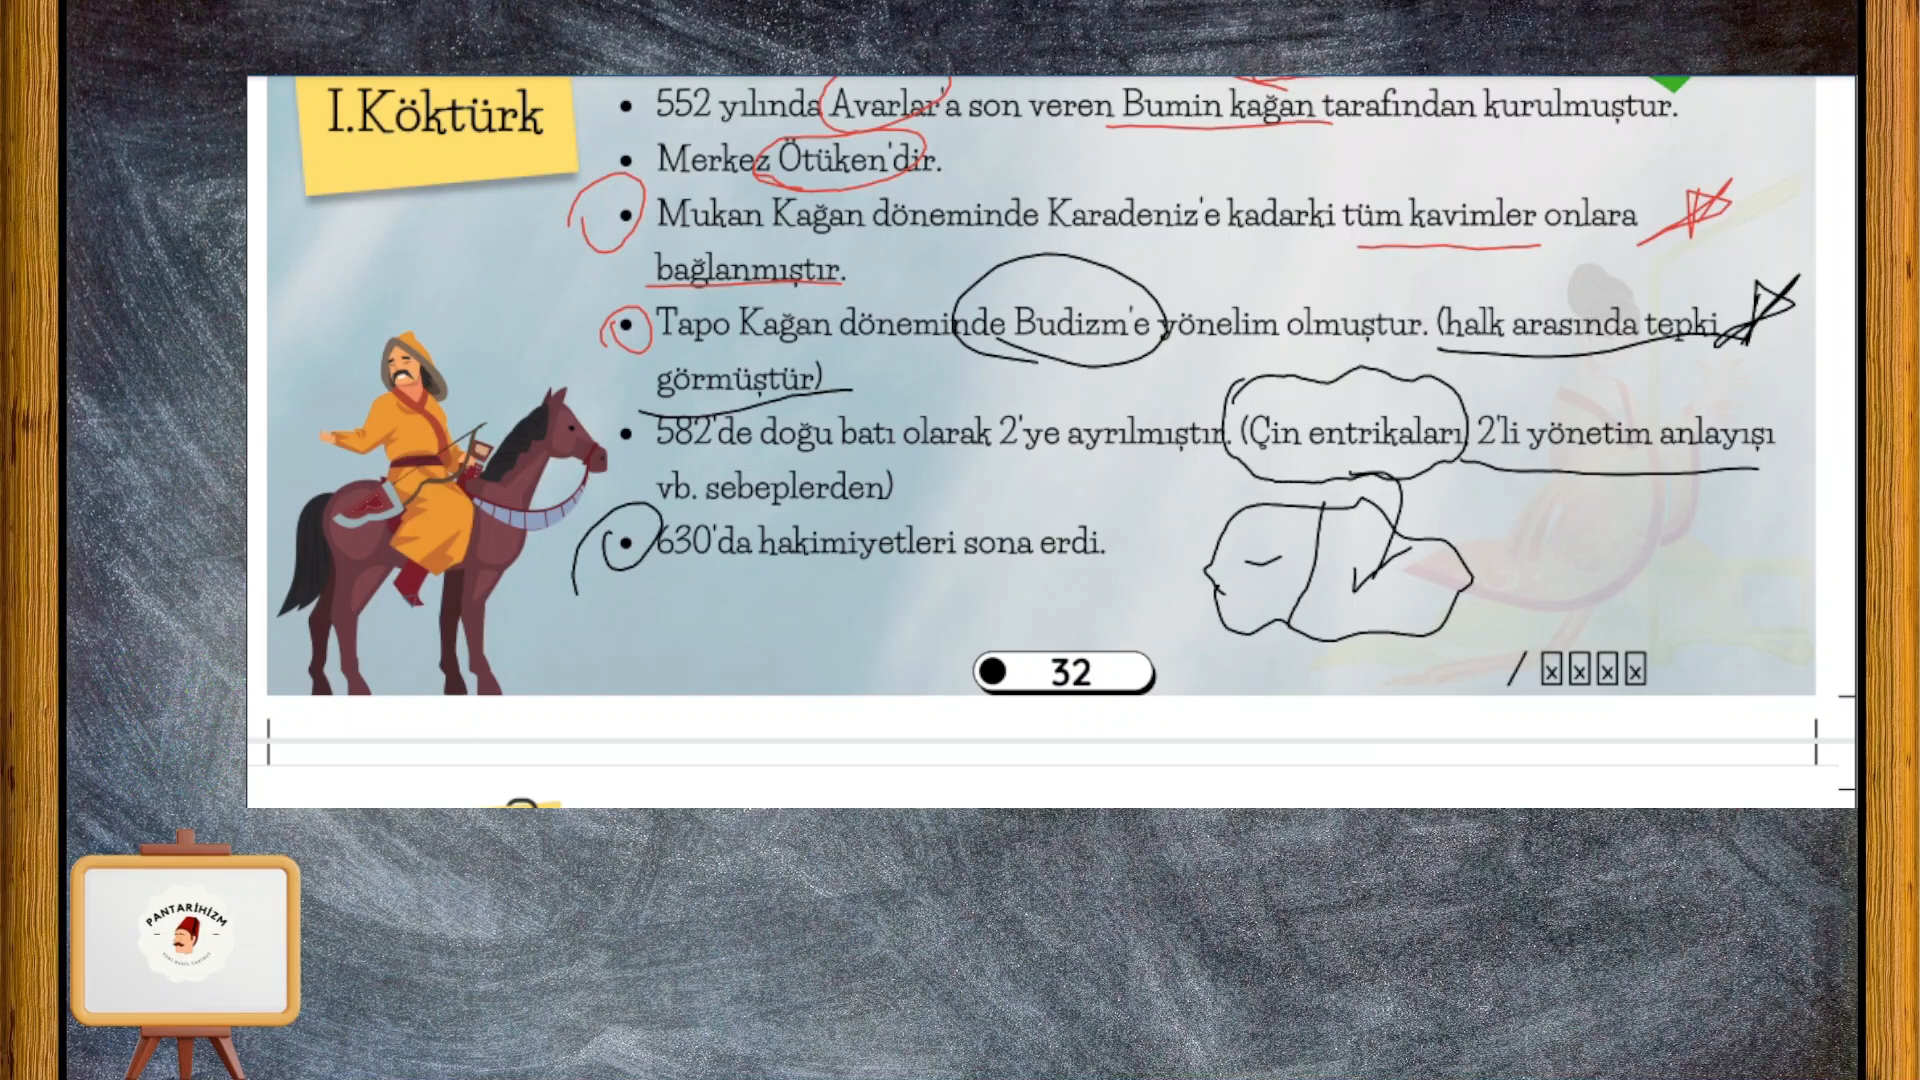 I.Köktürk
• 552 yılında Avarlar'a son veren Bumin kağan tarafından kurulmuştur.
• Merkez Ötüken'dir.
• Mukan Kağan döneminde Karadeniz'e kadarki tüm kavimler onlara
bağlanmıştır.
• Tapo Kağan döneminde Budizm'e yönelim olmuştur. (halk arasında tepki
görmüştür)
• 582'de doğu batı olarak 2'ye ayrılmıştır. (Çin entrikaları, 2'li yönetim anlayışı
vb. sebeplerden)
• 630'da hakimiyetleri sona erdi.
32
/
PANTARİHİZM